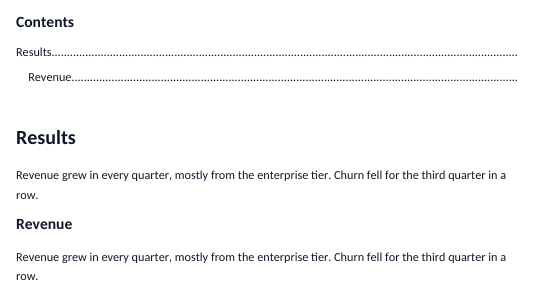 Contents
Results....................................................................................................................................................
Revenue................................................................................................................................................
Results
Revenue grew in every quarter, mostly from the enterprise tier. Churn fell for the third quarter in a
row.
Revenue
Revenue grew in every quarter, mostly from the enterprise tier. Churn fell for the third quarter in a
row.